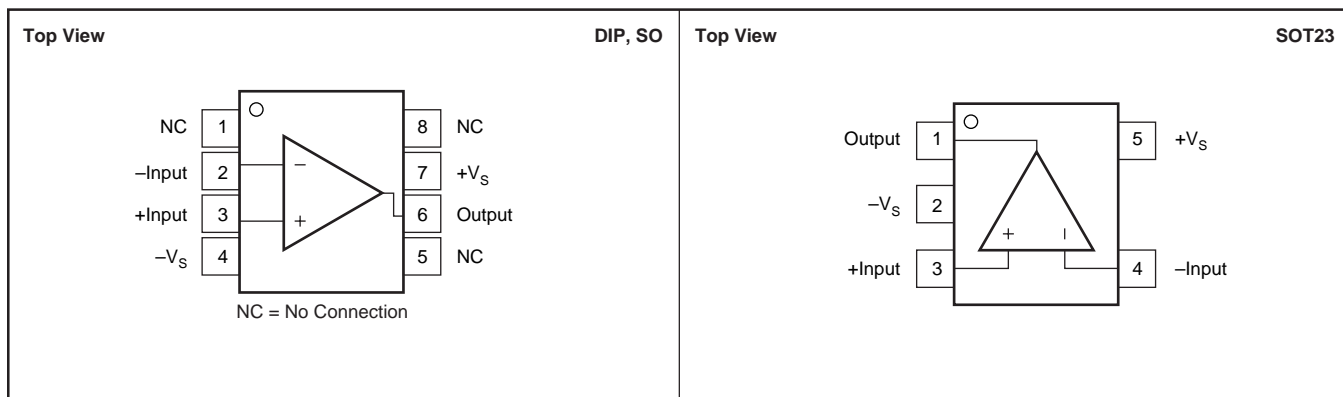 Top View
DIP, SO
NC 1
8 NC
–Input 2
–
7 +VS
+Input 3
+
6 Output
–VS 4
5 NC
NC = No Connection
Top View
SOT23
Output 1
5 +VS
–VS 2
+ –
+Input 3
4 –Input